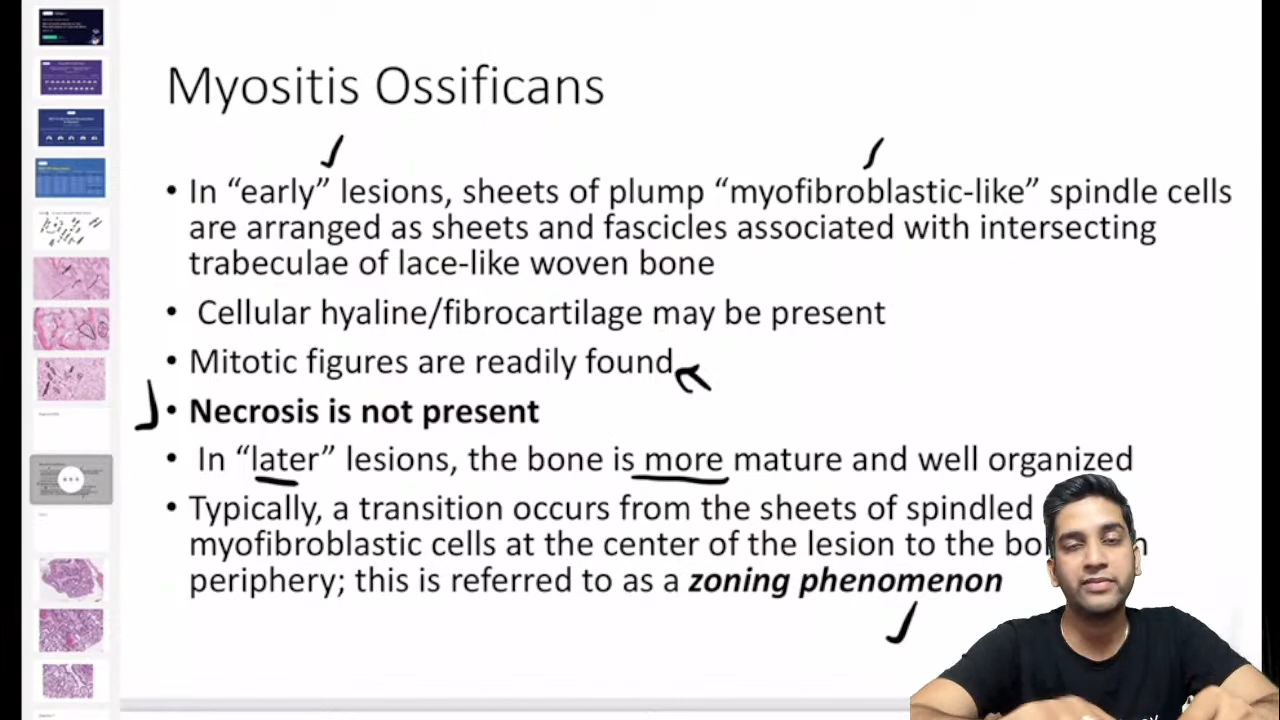 Myositis Ossificans
• In “early” lesions, sheets of plump “myofibroblastic-like” spindle cells
are arranged as sheets and fascicles associated with intersecting
trabeculae of lace-like woven bone
• Cellular hyaline/fibrocartilage may be present
• Mitotic figures are readily found
• Necrosis is not present
• In “later” lesions, the bone is more mature and well organized
• Typically, a transition occurs from the sheets of spindled
myofibroblastic cells at the center of the lesion to the
periphery; this is referred to as a zoning phenomenon